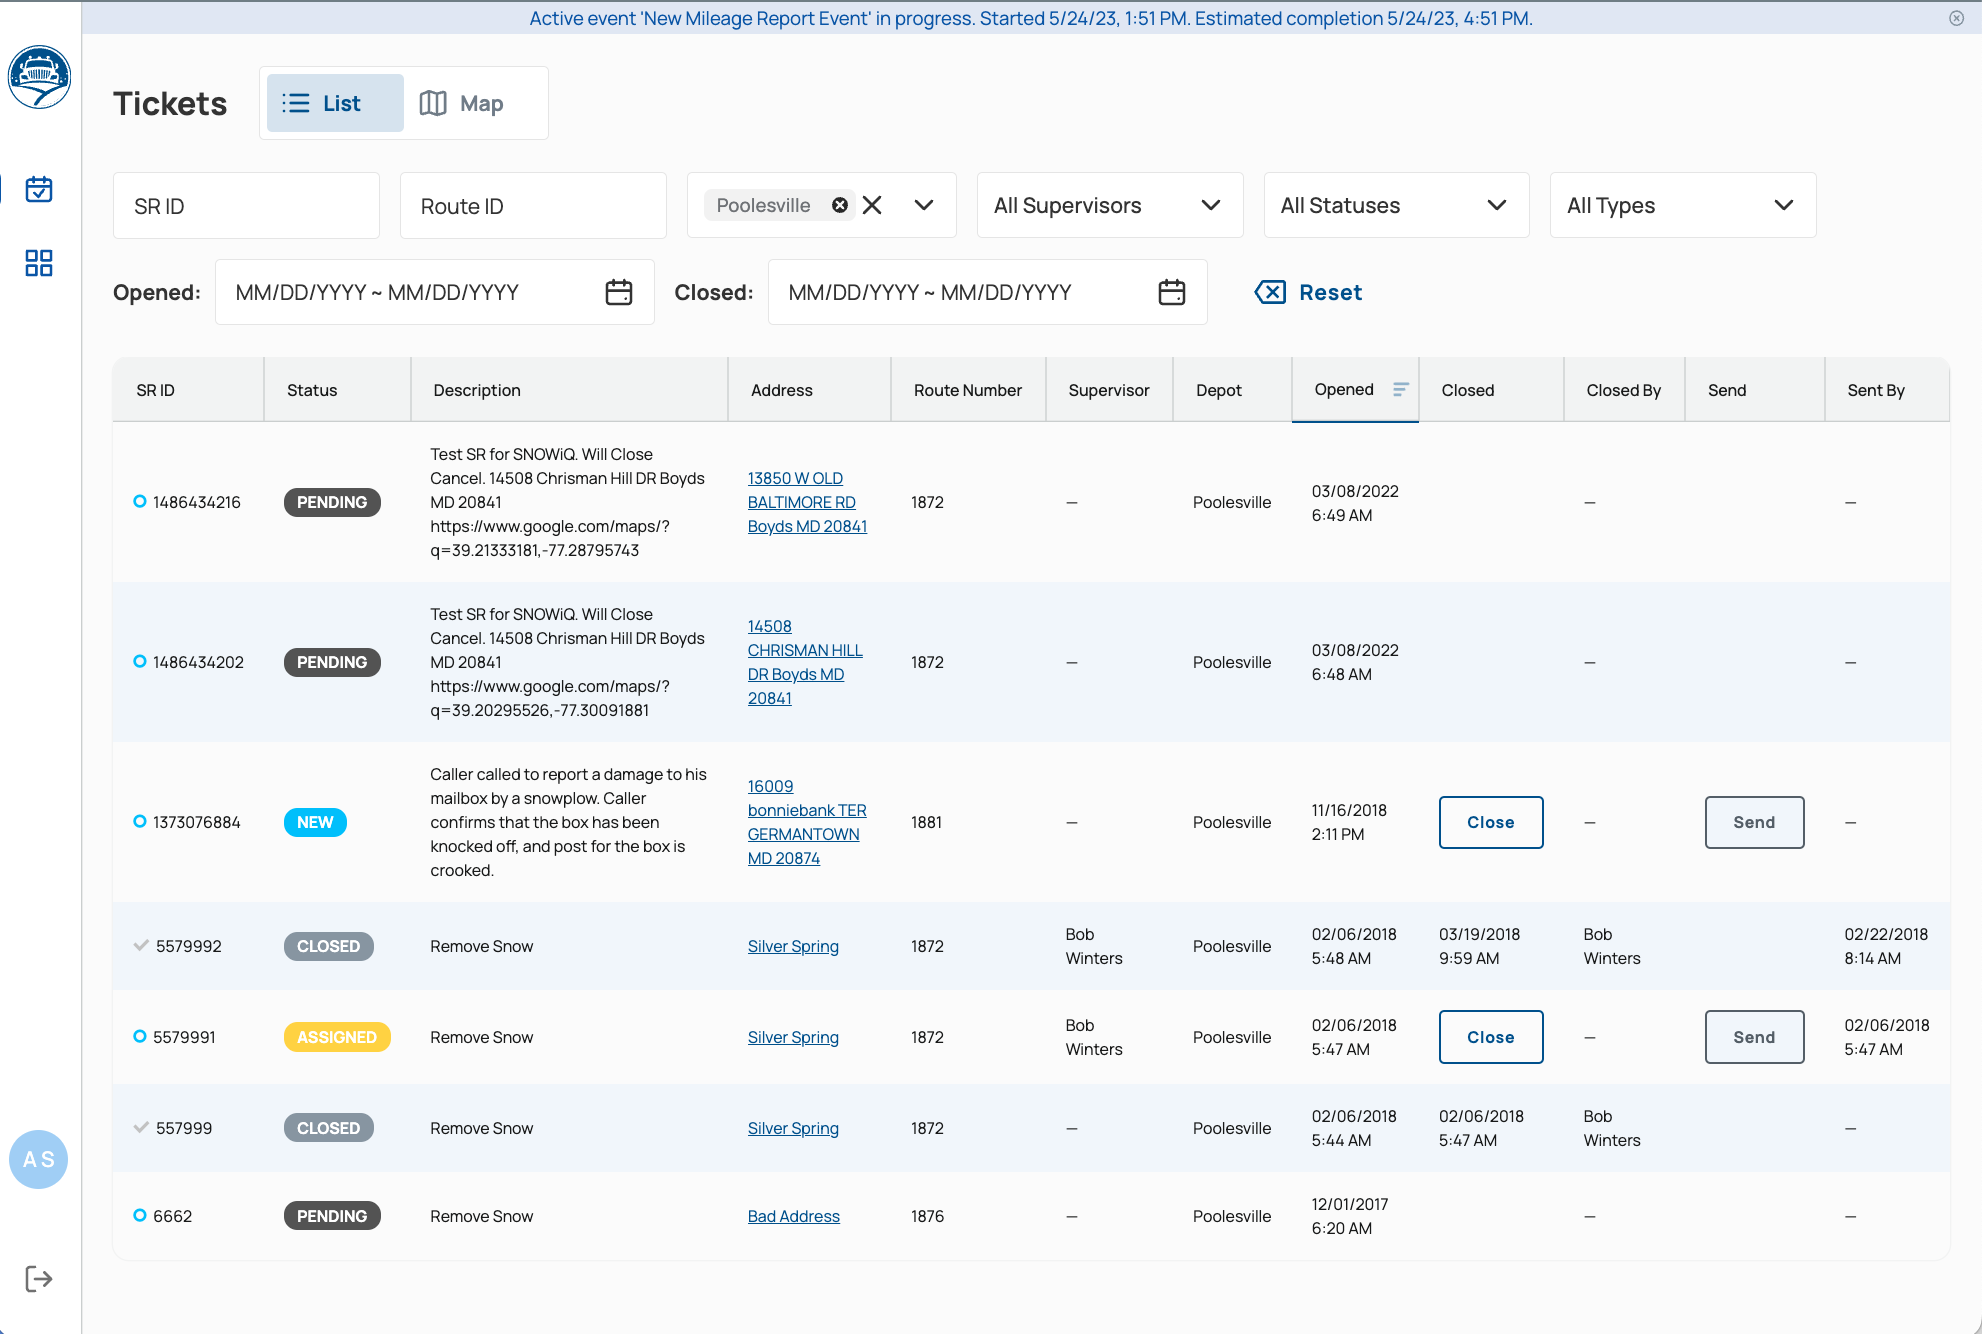 Active event 'New Mileage Report Event' in progress. Started 5/24/23, 1:51 PM. Estimated completion 5/24/23, 4:51 PM.
Tickets
List
Map
SR ID
Route ID
Poolesville
All Supervisors
All Statuses
All Types
Opened:
MM/DD/YYYY ~ MM/DD/YYYY
Closed:
MM/DD/YYYY ~ MM/DD/YYYY
Reset
SR ID
Status
Description
Address
Route Number
Supervisor
Depot
Opened
Closed
Closed By
Send
Sent By
1486434216
PENDING
Test SR for SNOWiQ. Will Close
Cancel. 14508 Chrisman Hill DR Boyds
MD 20841
https://www.google.com/maps/?
q=39.21333181,-77.28795743
13850 W OLD
BALTIMORE RD
Boyds MD 20841
1872
—
Poolesville
03/08/2022
6:49 AM
—
—
1486434202
PENDING
Test SR for SNOWiQ. Will Close
Cancel. 14508 Chrisman Hill DR Boyds
MD 20841
https://www.google.com/maps/?
q=39.20295526,-77.30091881
14508
CHRISMAN HILL
DR Boyds MD
20841
1872
—
Poolesville
03/08/2022
6:48 AM
—
—
1373076884
NEW
Caller called to report a damage to his
mailbox by a snowplow. Caller
confirms that the box has been
knocked off, and post for the box is
crooked.
16009
bonniebank TER
GERMANTOWN
MD 20874
1881
—
Poolesville
11/16/2018
2:11 PM
Close
—
Send
—
5579992
CLOSED
Remove Snow
Silver Spring
1872
Bob
Winters
Poolesville
02/06/2018
5:48 AM
03/19/2018
9:59 AM
Bob
Winters
02/22/2018
8:14 AM
5579991
ASSIGNED
Remove Snow
Silver Spring
1872
Bob
Winters
Poolesville
02/06/2018
5:47 AM
Close
—
Send
02/06/2018
5:47 AM
557999
CLOSED
Remove Snow
Silver Spring
1872
—
Poolesville
02/06/2018
5:44 AM
02/06/2018
5:47 AM
Bob
Winters
—
6662
PENDING
Remove Snow
Bad Address
1876
—
Poolesville
12/01/2017
6:20 AM
—
—
AS